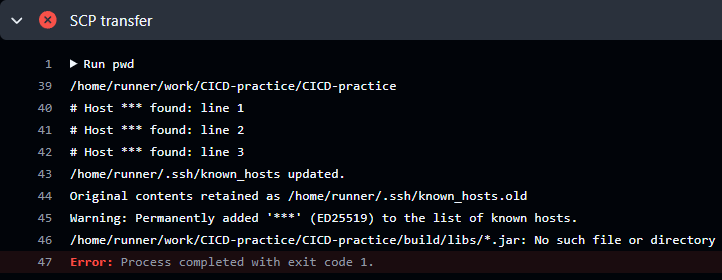 SCP transfer
1 ▶ Run pwd
39 /home/runner/work/CICD-practice/CICD-practice
40 # Host *** found: line 1
41 # Host *** found: line 2
42 # Host *** found: line 3
43 /home/runner/.ssh/known_hosts updated.
44 Original contents retained as /home/runner/.ssh/known_hosts.old
45 Warning: Permanently added '***' (ED25519) to the list of known hosts.
46 /home/runner/work/CICD-practice/CICD-practice/build/libs/*.jar: No such file or directory
47 Error: Process completed with exit code 1.